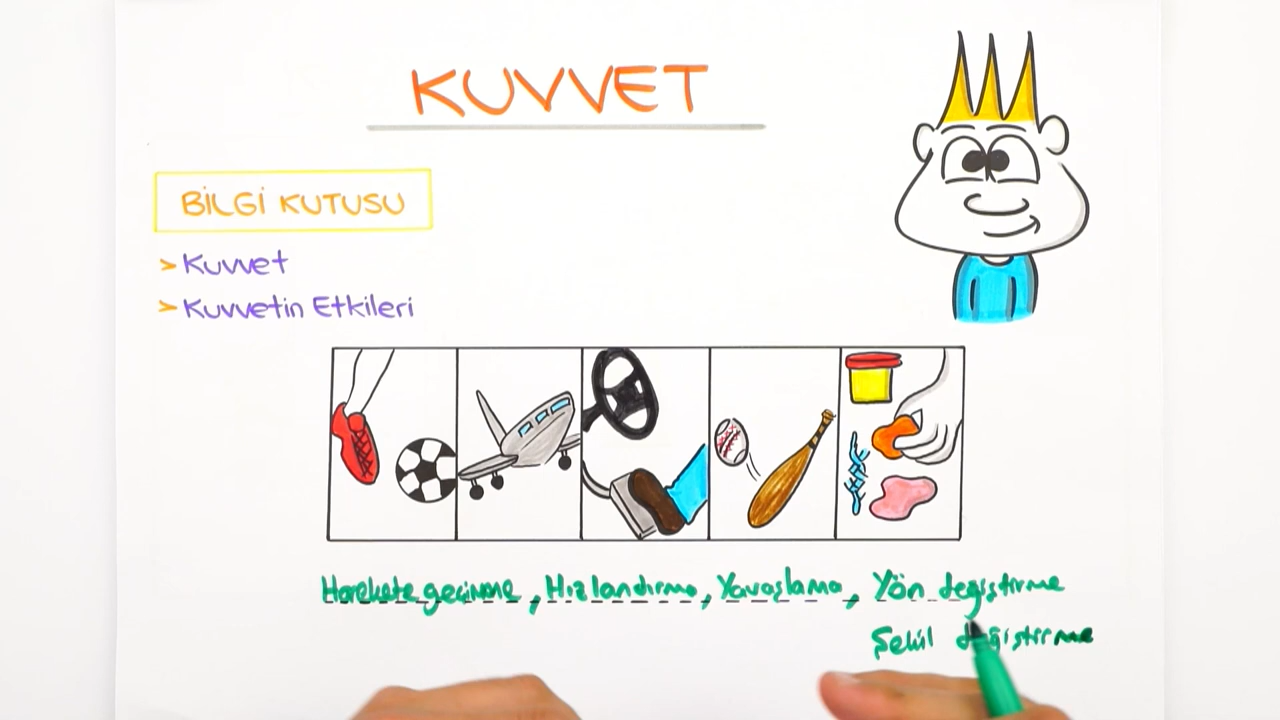 KUVVET
BİLGİ KUTUSU
> Kuvvet
> Kuvvetin Etkileri
Harekete geçirme, Hızlandırma, Yavaşlama, Yön değiştirme
Şekil değiştirme